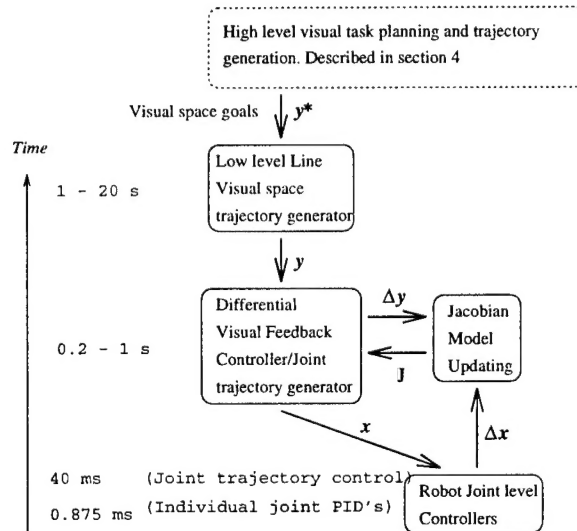 High level visual task planning and trajectory
generation. Described in section 4
Visual space goals
y*
Time
1 - 20 s
Low level Line
Visual space
trajectory generator
y
0.2 - 1 s
Differential
Visual Feedback
Controller/Joint
trajectory generator
Δy
J
Jacobian
Model
Updating
x
Δx
40 ms (Joint trajectory control)
0.875 ms (Individual joint PID's)
Robot Joint level
Controllers